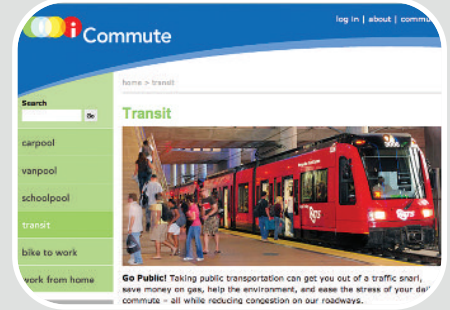 log in | about |
iCommute
home > transit
Search
Go
Transit
carpool
vanpool
schoolpool
transit
bike to work
work from home
Go Public! Taking public transportation can get you out of a traffic snarl,
save money on gas, help the environment, and ease the stress of your
commute – all while reducing congestion on our roadways.